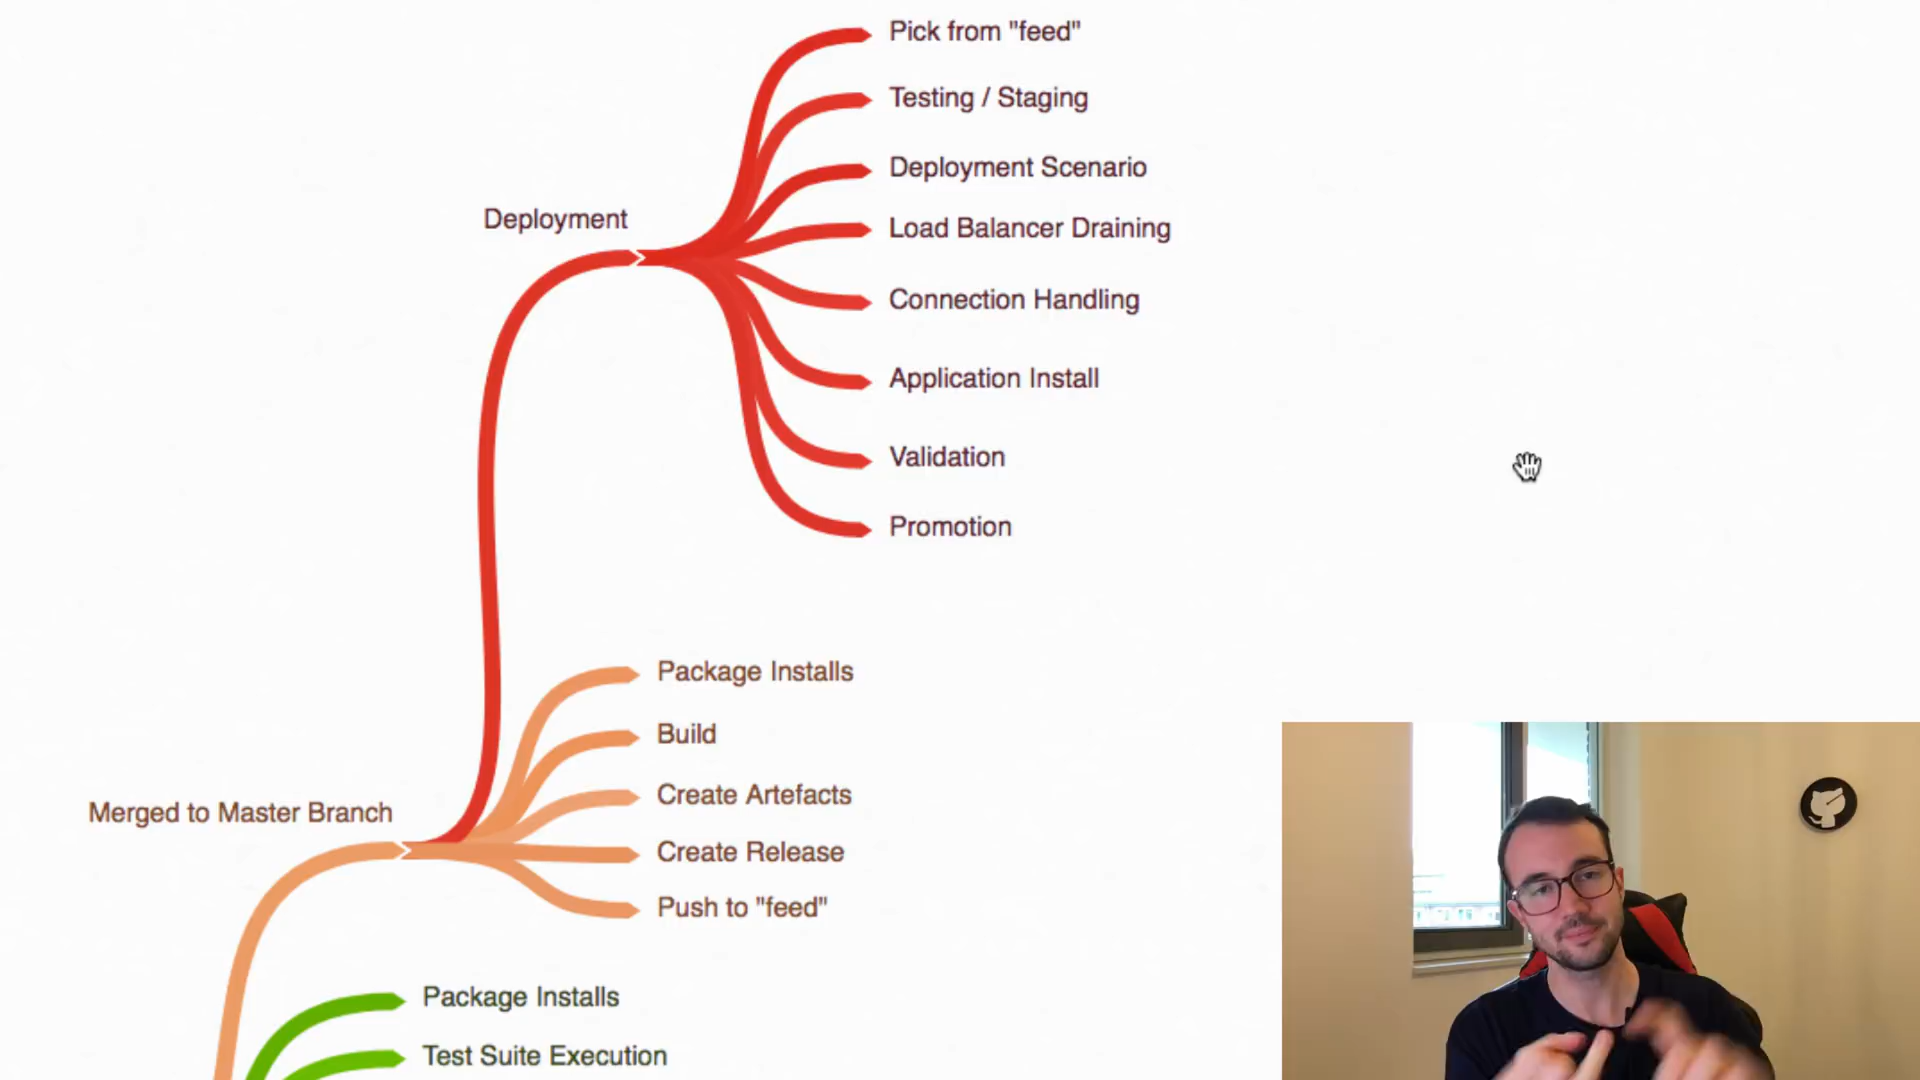 Pick from "feed"
Testing / Staging
Deployment Scenario
Deployment
Load Balancer Draining
Connection Handling
Application Install
Validation
Promotion
Package Installs
Build
Create Artefacts
Merged to Master Branch
Create Release
Push to "feed"
Package Installs
Test Suite Execution